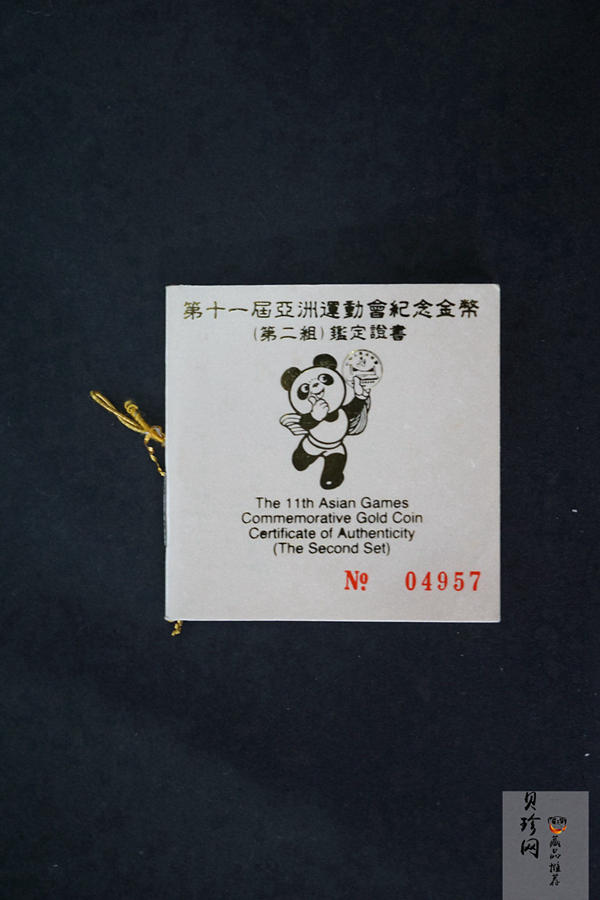 第十一屆亞洲運動會紀念金幣
(第二組)鑑定證書
The 11th Asian Games
Commemorative Gold Coin
Certificate of Authenticity
(The Second Set)
№ 04957
贝珍网
藏品推荐